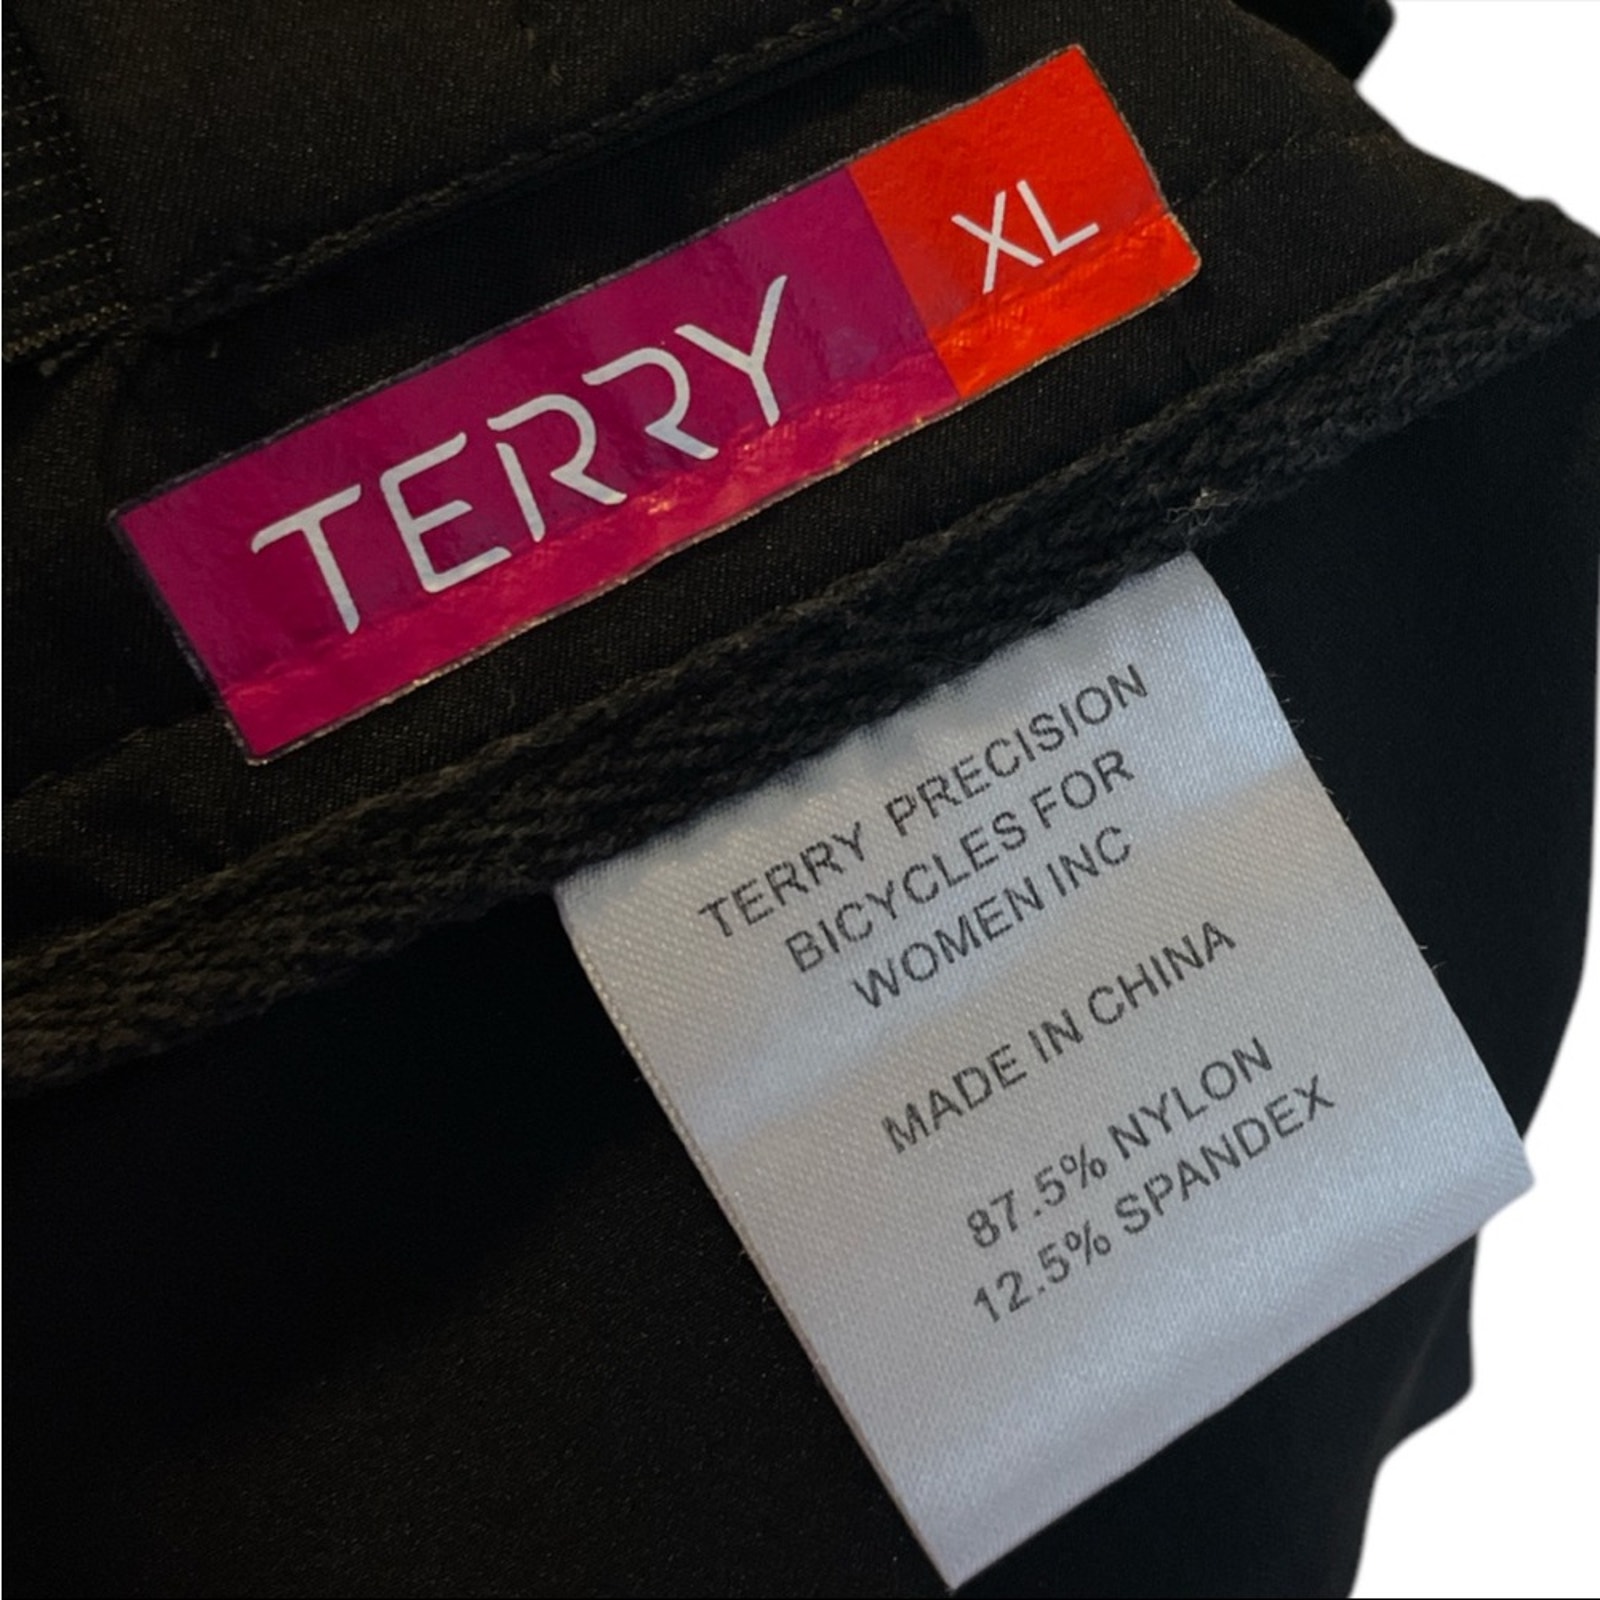 TERRY XL
TERRY PRECISION
BICYCLES FOR
WOMEN INC
MADE IN CHINA
87.5% NYLON
12.5% SPANDEX